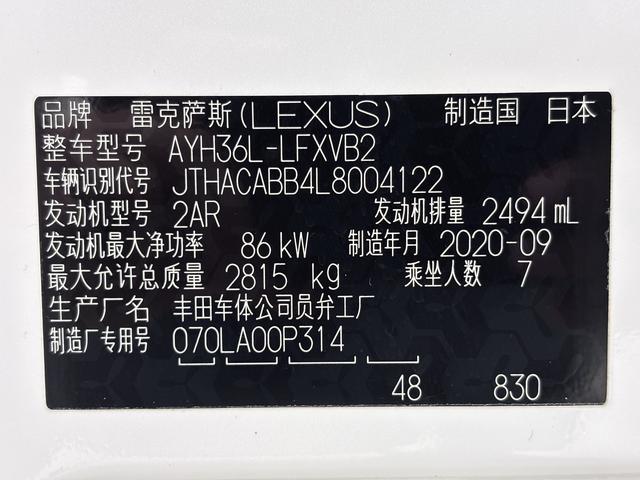 品牌 雷克萨斯(LEXUS) 制造国 日本
整车型号 AYH36L-LFXVB2
车辆识别代号 JTHACABB4L8004122
发动机型号 2AR 发动机排量 2494 mL
发动机最大净功率 86 kW 制造年月 2020-09
最大允许总质量 2815 kg 乘坐人数 7
生产厂名 丰田车体公司员弁工厂
制造厂专用号 070LA00P314
48 830